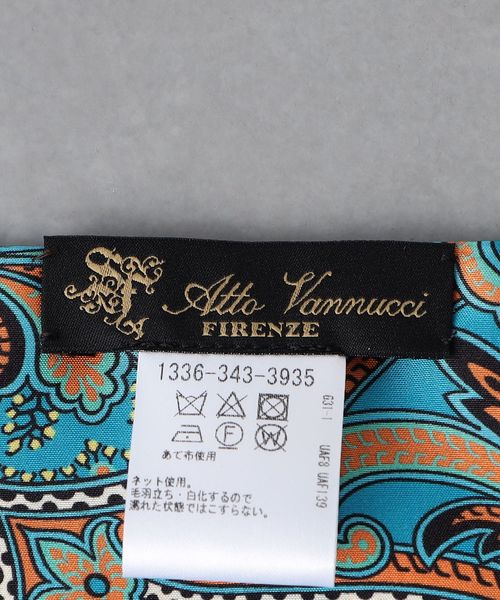 Atto Vannucci
FIRENZE
1336-343-3935
あて布使用
ネット使用。
毛羽立ち・白化するので
濡れた状態ではこすらない。
G31-1 UAF8 UAF139